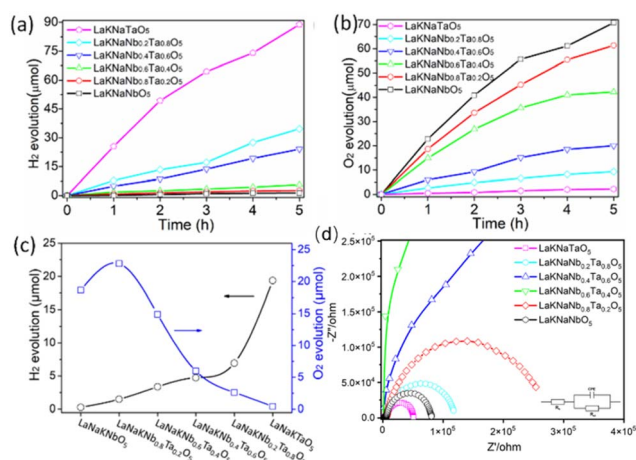 (a)
H₂ evolution(μmol)
90
75
60
45
30
15
0
LaKNaTaO₅
LaKNaNb₀.₂Ta₀.₈O₅
LaKNaNb₀.₄Ta₀.₆O₅
LaKNaNb₀.₆Ta₀.₄O₅
LaKNaNb₀.₈Ta₀.₂O₅
LaKNaNbO₅
0 1 2 3 4 5
Time (h)
(b)
O₂ evolution(μmol)
70
60
50
40
30
20
10
0
LaKNaTaO₅
LaKNaNb₀.₂Ta₀.₈O₅
LaKNaNb₀.₄Ta₀.₆O₅
LaKNaNb₀.₆Ta₀.₄O₅
LaKNaNb₀.₈Ta₀.₂O₅
LaKNaNbO₅
0 1 2 3 4 5
Time (h)
(c)
H₂ evolution (μmol)
25
20
15
10
5
0
O₂ evolution (μmol)
25
20
15
10
5
0
LaNaKNbO₅
LaNaKNb₀.₈Ta₀.₂O₅
LaNaKNb₀.₆Ta₀.₄O₅
LaNaKNb₀.₄Ta₀.₆O₅
LaNaKNb₀.₂Ta₀.₈O₅
LaNaKTaO₅
(d)
-Z''/ohm
2.5×10⁵
2.0×10⁵
1.5×10⁵
1.0×10⁵
5.0×10⁴
0.0
LaKNaTaO₅
LaKNaNb₀.₂Ta₀.₈O₅
LaKNaNb₀.₄Ta₀.₆O₅
LaKNaNb₀.₆Ta₀.₄O₅
LaKNaNb₀.₈Ta₀.₂O₅
LaKNaNbO₅
CPE
0 1×10⁵ 2×10⁵ 3×10⁵ 4×10⁵
Z'/ohm